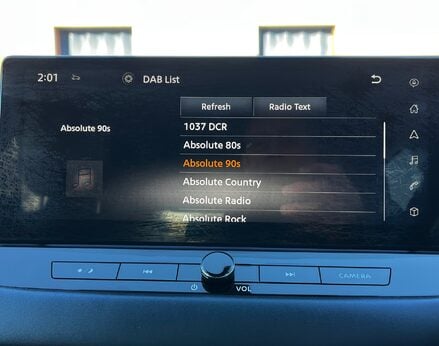 2:01 DAB List
Refresh Radio Text
Absolute 90s
1037 DCR
Absolute 80s
Absolute 90s
Absolute Country
Absolute Radio
Absolute Rock
VOL
CAMERA